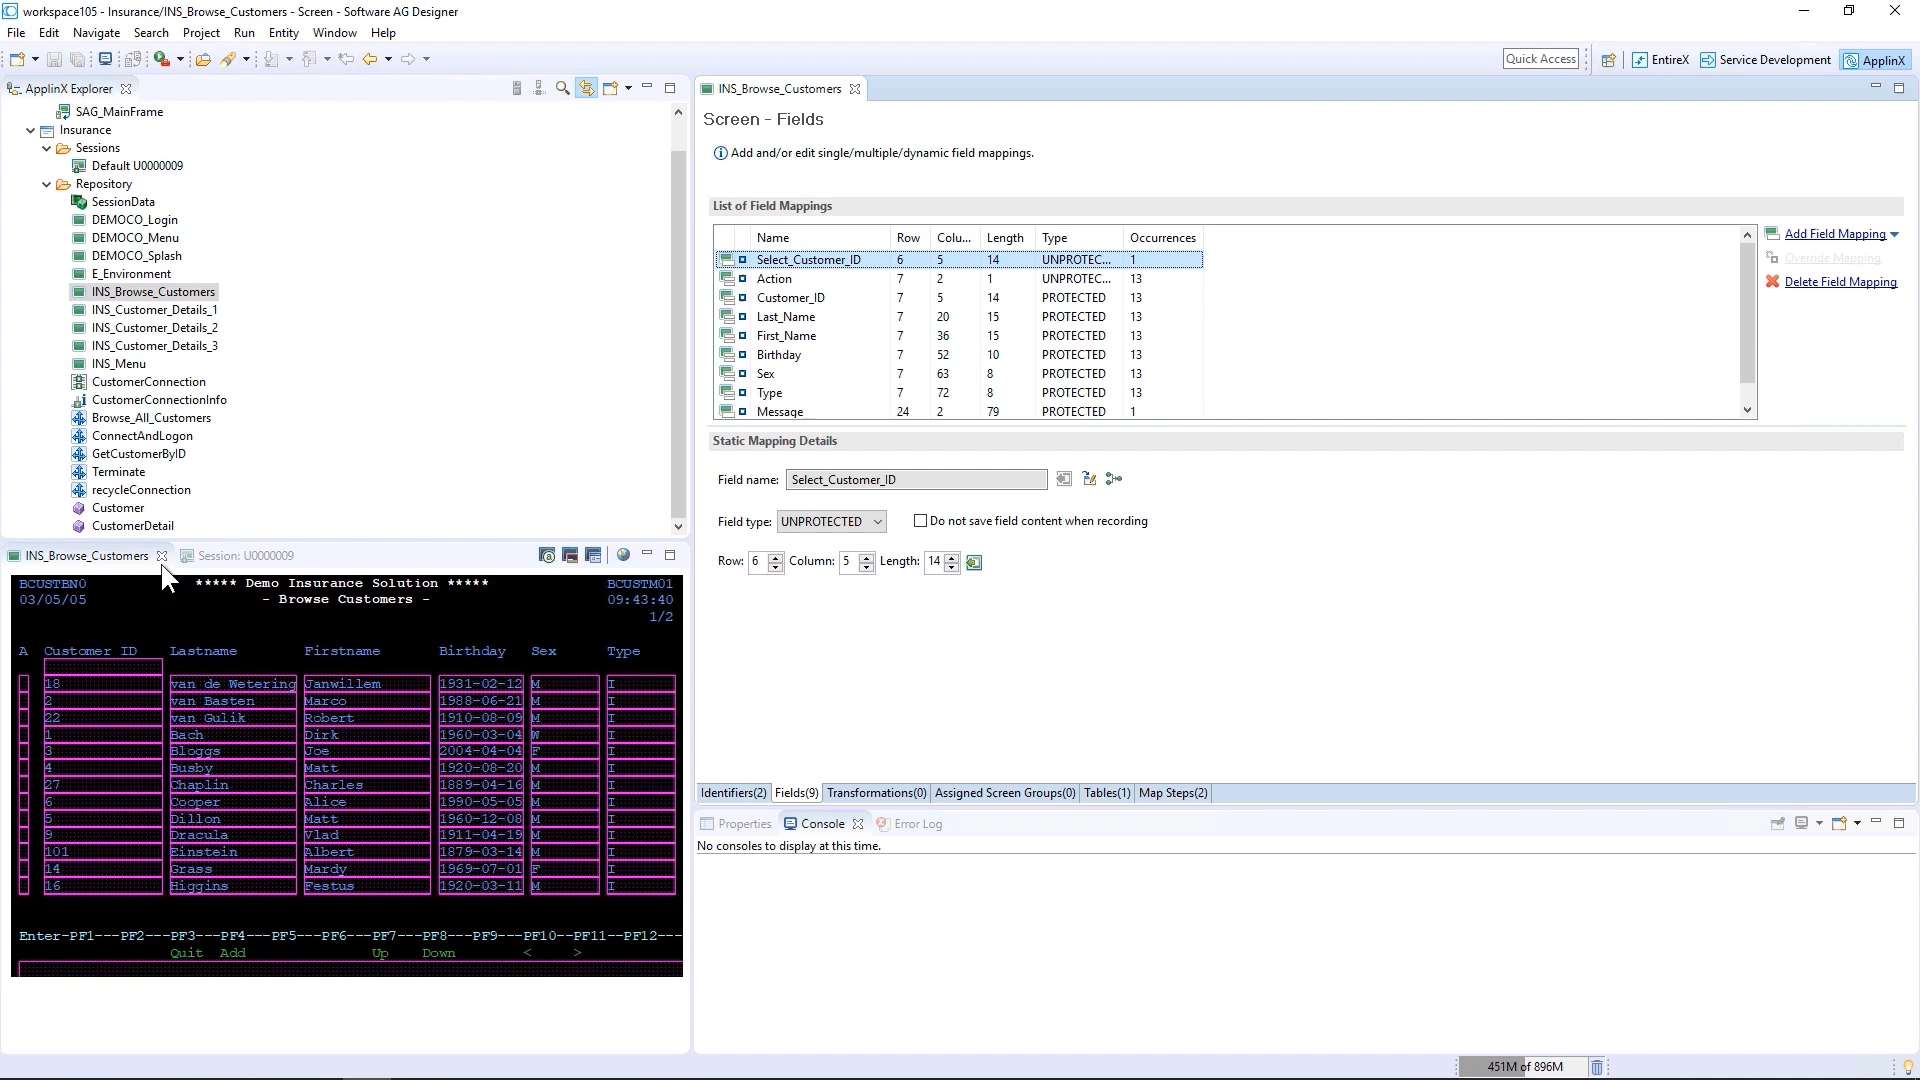 workspace105 - Insurance/INS_Browse_Customers - Screen - Software AG Designer
File Edit Navigate Search Project Run Entity Window Help
Quick Access EntireX Service Development ApplinX
ApplinX Explorer
SAG_MainFrame
Insurance
Sessions
Default U0000009
Repository
SessionData
DEMOCO_Login
DEMOCO_Menu
DEMOCO_Splash
E_Environment
INS_Browse_Customers
INS_Customer_Details_1
INS_Customer_Details_2
INS_Customer_Details_3
INS_Menu
CustomerConnection
CustomerConnectionInfo
Browse_All_Customers
ConnectAndLogon
GetCustomerByID
Terminate
recycleConnection
Customer
CustomerDetail
INS_Browse_Customers Session: U0000009
BCUSTBN0 ***** Demo Insurance Solution ***** BCUSTM01
03/05/05 - Browse Customers - 09:43:40
1/2
A Customer ID Lastname Firstname Birthday Sex Type
18 van de Wetering Janwillem 1931-02-12 M I
2 van Basten Marco 1988-06-21 M I
22 van Gulik Robert 1910-08-09 M I
1 Bach Dirk 1960-03-04 W I
3 Bloggs Joe 2004-04-04 F I
4 Busby Matt 1920-08-20 M I
27 Chaplin Charles 1889-04-16 M I
6 Cooper Alice 1990-05-05 M I
5 Dillon Matt 1960-12-08 M I
9 Dracula Vlad 1911-04-19 M I
101 Einstein Albert 1879-03-14 M I
14 Grass Mardy 1969-07-01 F I
16 Higgins Festus 1920-03-11 M I
Enter-PF1---PF2---PF3---PF4---PF5---PF6---PF7---PF8---PF9---PF10--PF11--PF12---
Quit Add Up Down < >
INS_Browse_Customers
Screen - Fields
Add and/or edit single/multiple/dynamic field mappings.
List of Field Mappings
Name Row Colu... Length Type Occurrences
Select_Customer_ID 6 5 14 UNPROTEC... 1
Action 7 2 1 UNPROTEC... 13
Customer_ID 7 5 14 PROTECTED 13
Last_Name 7 20 15 PROTECTED 13
First_Name 7 36 15 PROTECTED 13
Birthday 7 52 10 PROTECTED 13
Sex 7 63 8 PROTECTED 13
Type 7 72 8 PROTECTED 13
Message 24 2 79 PROTECTED 1
Add Field Mapping
Override Mapping
Delete Field Mapping
Static Mapping Details
Field name: Select_Customer_ID
Field type: UNPROTECTED Do not save field content when recording
Row: 6 Column: 5 Length: 14
Identifiers(2) Fields(9) Transformations(0) Assigned Screen Groups(0) Tables(1) Map Steps(2)
Properties Console Error Log
No consoles to display at this time.
451M of 896M